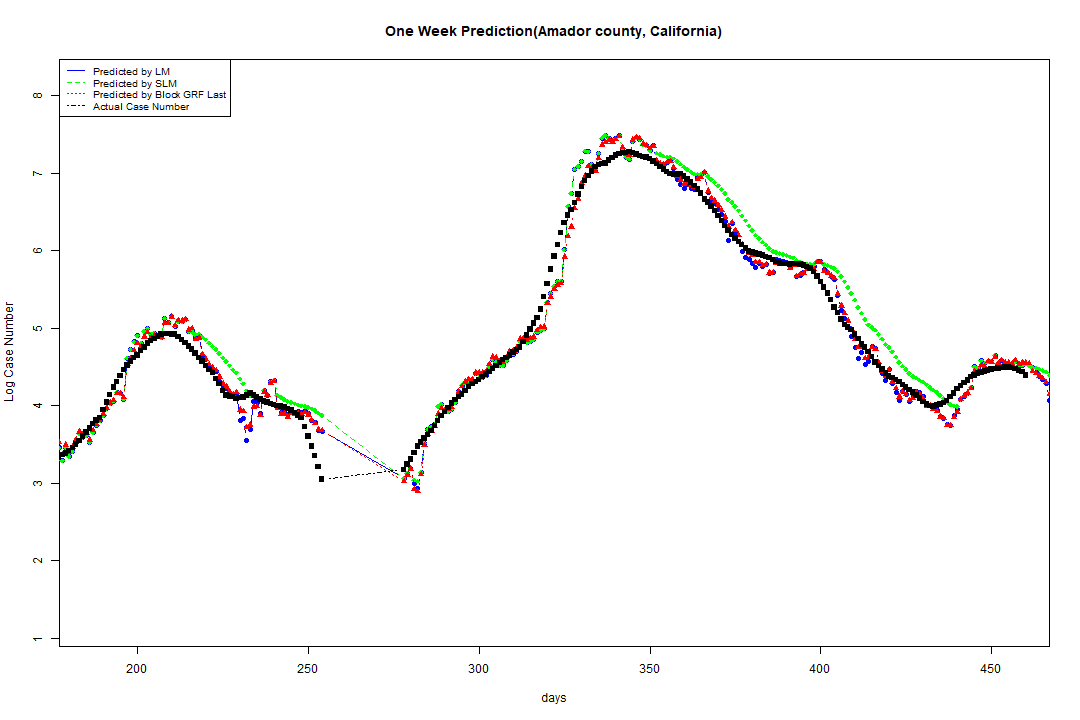 One Week Prediction(Amador county, California)
Predicted by LM
Predicted by SLM
Predicted by Block GRF Last
Actual Case Number
8
7
6
5
4
3
2
1
Log Case Number
200 250 300 350 400 450
days